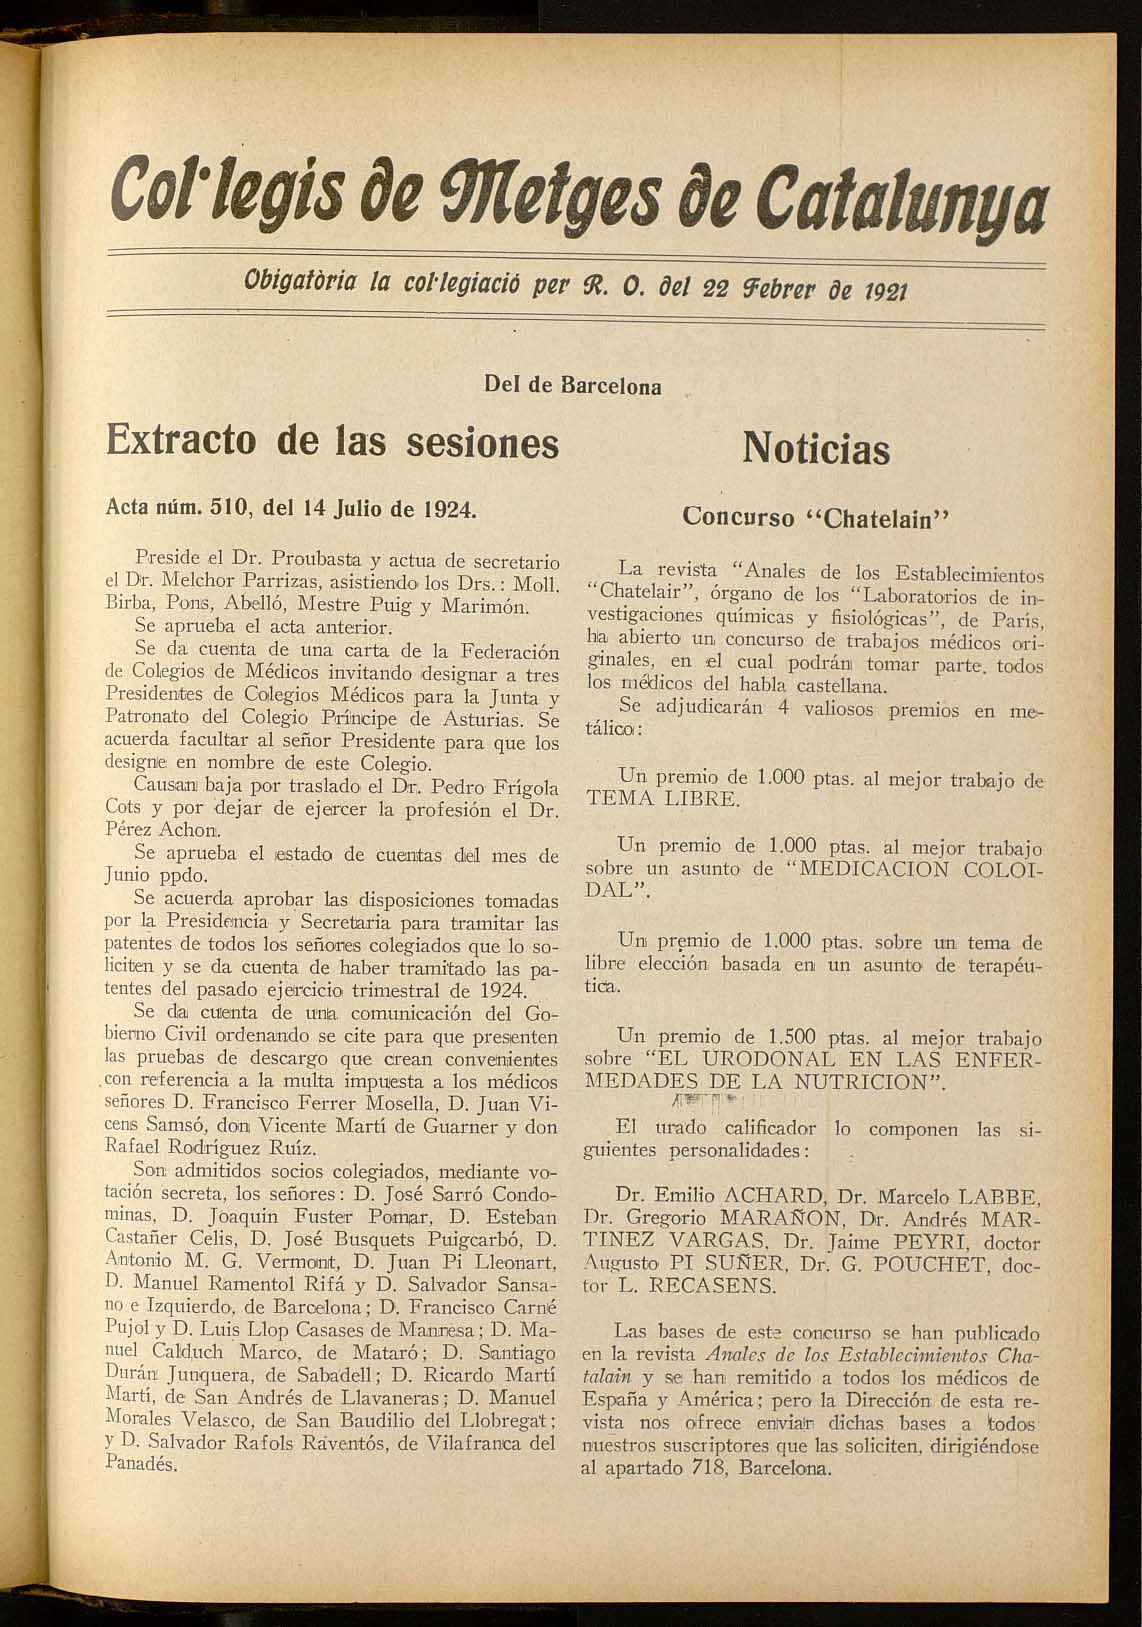 Col·legis de Metges de Catalunya
Obigatòria la col·legiació per R. O. del 22 Febrer de 1921
Del de Barcelona
Extracto de las sesiones
Acta núm. 510, del 14 Julio de 1924.
Preside el Dr. Proubasta y actua de secretario
el Dr. Melchor Parrizas, asistiendo los Drs.: Moll,
Birba, Pons, Abelló, Mestre Puig y Marimón.
Se aprueba el acta anterior.
Se da cuenta de una carta de la Federación
de Colegios de Médicos invitando designar a tres
Presidentes de Colegios Médicos para la Junta y
Patronato del Colegio Príncipe de Asturias. Se
acuerda facultar al señor Presidente para que los
designe en nombre de este Colegio.
Causan baja por traslado el Dr. Pedro Frígola
Cots y por dejar de ejercer la profesión el Dr.
Pérez Achon.
Se aprueba el estado de cuentas del mes de
Junio ppdo.
Se acuerda aprobar las disposiciones tomadas
por la Presidencia y Secretaria para tramitar las
patentes de todos los señores colegiados que lo so-
liciten y se da cuenta de haber tramitado las pa-
tentes del pasado ejercicio trimestral de 1924.
Se da cuenta de una comunicación del Go-
bierno Civil ordenando se cite para que presenten
las pruebas de descargo que crean convenientes
con referencia a la multa impuesta a los médicos
señores D. Francisco Ferrer Mosella, D. Juan Vi-
cens Samsó, don Vicente Martí de Guarner y don
Rafael Rodríguez Ruíz.
Son admitidos socios colegiados, mediante vo-
tación secreta, los señores: D. José Sarró Condo-
minas, D. Joaquin Fuster Pomar, D. Esteban
Castañer Celis, D. José Busquets Puigcarbó, D.
Antonio M. G. Vermont, D. Juan Pi Lleonart,
D. Manuel Ramentol Rifá y D. Salvador Sansa-
no e Izquierdo, de Barcelona; D. Francisco Carné
Pujol y D. Luis Llop Casases de Manresa; D. Ma-
nuel Calduch Marco, de Mataró; D. Santiago
Durán Junquera, de Sabadell; D. Ricardo Martí
Martí, de San Andrés de Llavaneras; D. Manuel
Morales Velasco, de San Baudilio del Llobregat;
y D. Salvador Rafols Raventós, de Vilafranca del
Panadés.
Noticias
Concurso “Chatelain”
La revista “Anales de los Establecimientos
“Chatelair”, órgano de los “Laboratorios de in-
vestigaciones químicas y fisiológicas”, de París,
ha abierto un concurso de trabajos médicos ori-
ginales, en el cual podrán tomar parte. todos
los médicos del habla castellana.
Se adjudicarán 4 valiosos premios en me-
tálico:
Un premio de 1.000 ptas. al mejor trabajo de
TEMA LIBRE.
Un premio de 1.000 ptas. al mejor trabajo
sobre un asunto de “MEDICACION COLOI-
DAL”.
Un premio de 1.000 ptas. sobre un tema de
libre elección basada en un asunto de terapéu-
tica.
Un premio de 1.500 ptas. al mejor trabajo
sobre “EL URODONAL EN LAS ENFER-
MEDADES DE LA NUTRICION”.
El urado calificador lo componen las si-
guientes personalidades:
Dr. Emilio ACHARD, Dr. Marcelo LABBE,
Dr. Gregorio MARAÑON, Dr. Andrés MAR-
TINEZ VARGAS, Dr. Jaime PEYRI, doctor
Augusto PI SUÑER, Dr. G. POUCHET, doc-
tor L. RECASENS.
Las bases de este concurso se han publicado
en la revista Anales de los Establecimientos Cha-
talain y se han remitido a todos los médicos de
España y América; pero la Dirección de esta re-
vista nos ofrece enviar dichas bases a todos
nuestros suscriptores que las soliciten, dirigiéndose
al apartado 718, Barcelona.